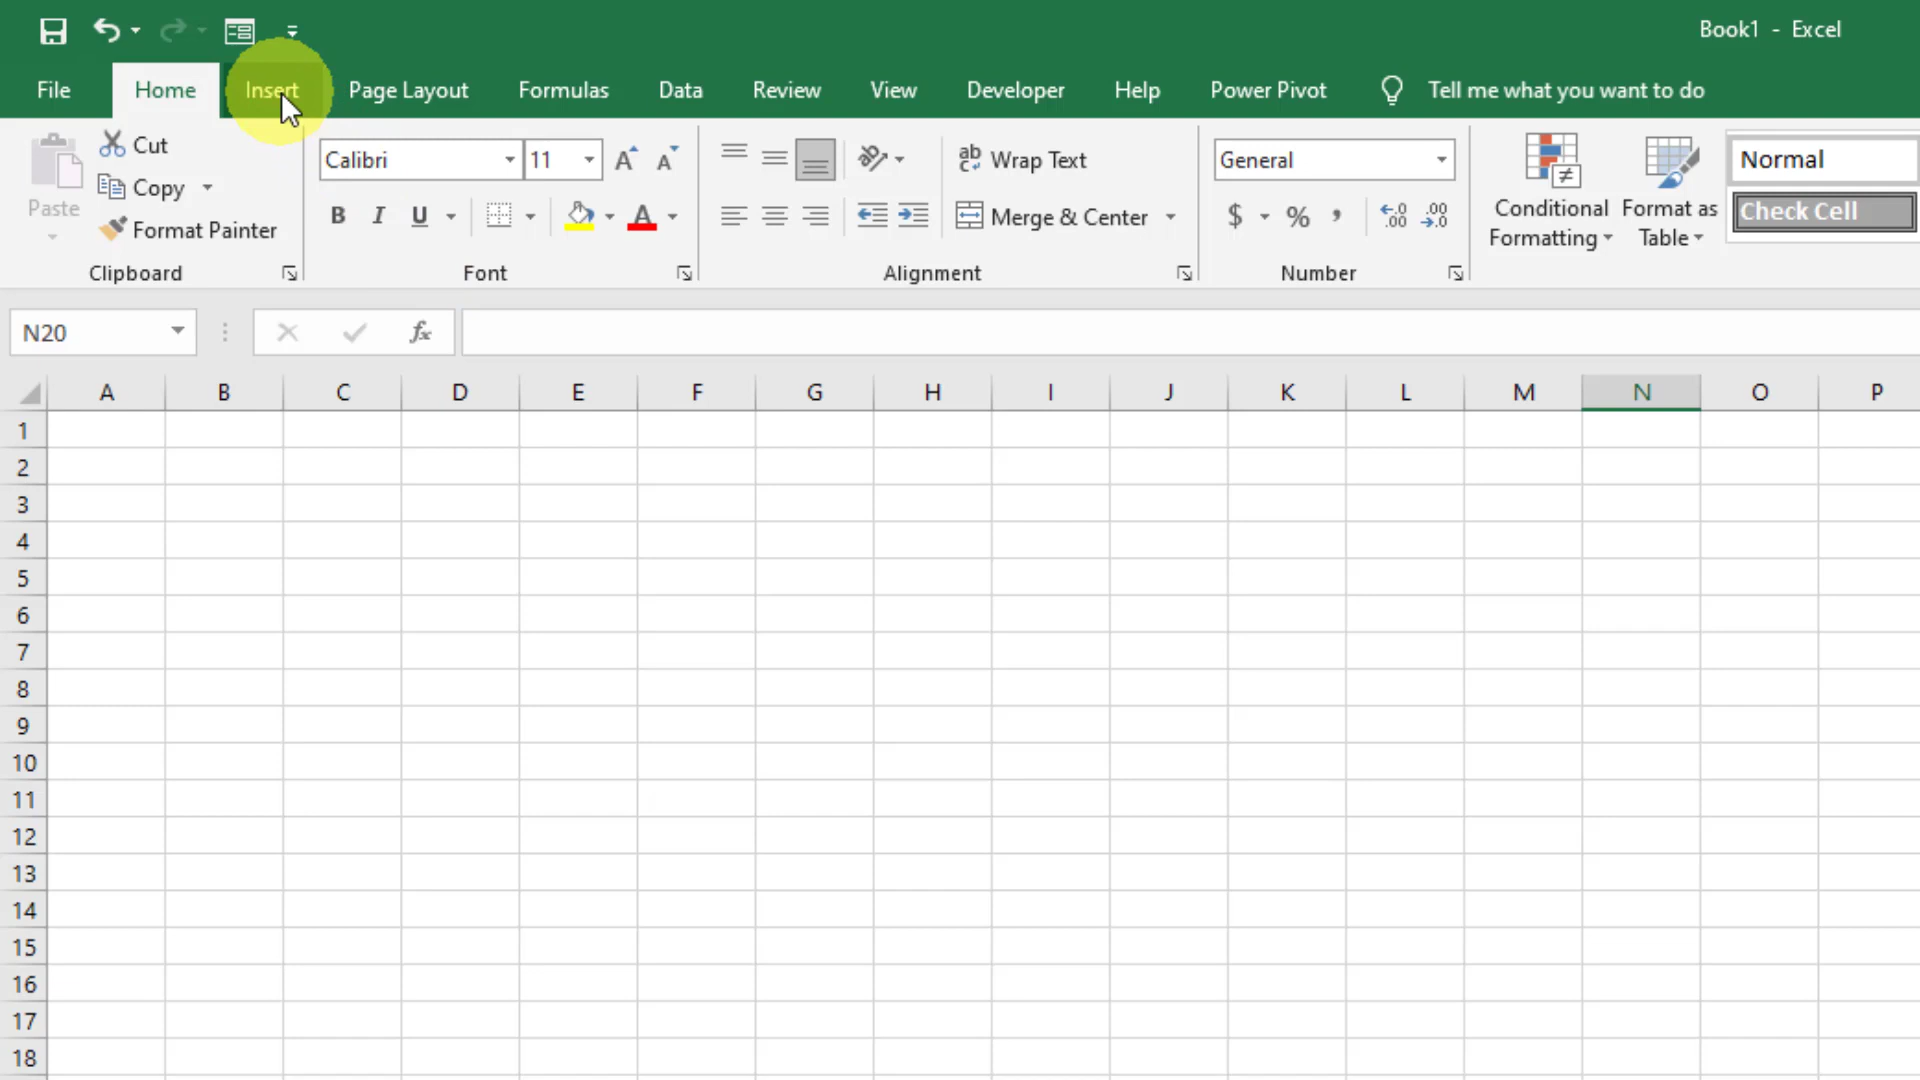 Book1 - Excel
File Home Insert Page Layout Formulas Data Review View Developer Help Power Pivot Tell me what you want to do
Paste
Cut
Copy
Format Painter
Clipboard
Calibri 11
B I U
Font
ab Wrap Text
Merge & Center
Alignment
General
$ % ,
Number
Conditional Formatting
Format as Table
Normal
Check Cell
N20 fx
A B C D E F G H I J K L M N O P
1
2
3
4
5
6
7
8
9
10
11
12
13
14
15
16
17
18